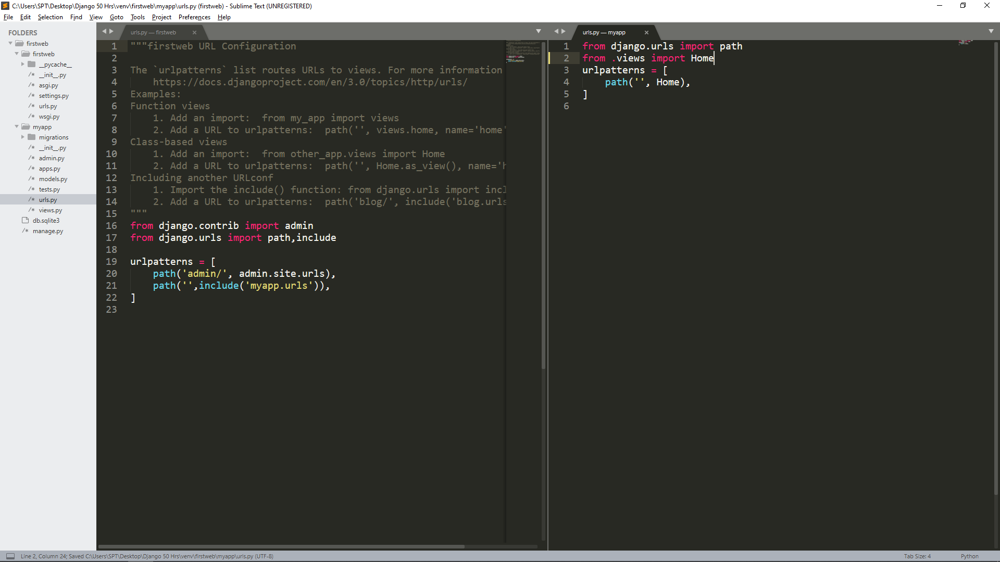 C:\Users\SPT\Desktop\Django 50 Hrs\venv\firstweb\myapp\urls.py (firstweb) - Sublime Text (UNREGISTERED)
File Edit Selection Find View Goto Tools Project Preferences Help
FOLDERS
firstweb
firstweb
__pycache__
/* __init__.py
/* asgi.py
/* settings.py
/* urls.py
/* wsgi.py
myapp
migrations
/* __init__.py
/* admin.py
/* apps.py
/* models.py
/* tests.py
/* urls.py
/* views.py
db.sqlite3
/* manage.py
urls.py — firstweb
1 """firstweb URL Configuration
2
3 The `urlpatterns` list routes URLs to views. For more information
4     https://docs.djangoproject.com/en/3.0/topics/http/urls/
5 Examples:
6 Function views
7     1. Add an import:  from my_app import views
8     2. Add a URL to urlpatterns:  path('', views.home, name='home'
9 Class-based views
10     1. Add an import:  from other_app.views import Home
11     2. Add a URL to urlpatterns:  path('', Home.as_view(), name='h
12 Including another URLconf
13     1. Import the include() function: from django.urls import incl
14     2. Add a URL to urlpatterns:  path('blog/', include('blog.urls
15 """
16 from django.contrib import admin
17 from django.urls import path,include
18
19 urlpatterns = [
20     path('admin/', admin.site.urls),
21     path('',include('myapp.urls')),
22 ]
23
urls.py — myapp
1 from django.urls import path
2 from .views import Home
3 urlpatterns = [
4     path('', Home),
5 ]
6
Line 2, Column 24; Saved C:\Users\SPT\Desktop\Django 50 Hrs\venv\firstweb\myapp\urls.py (UTF-8)
Tab Size: 4
Python